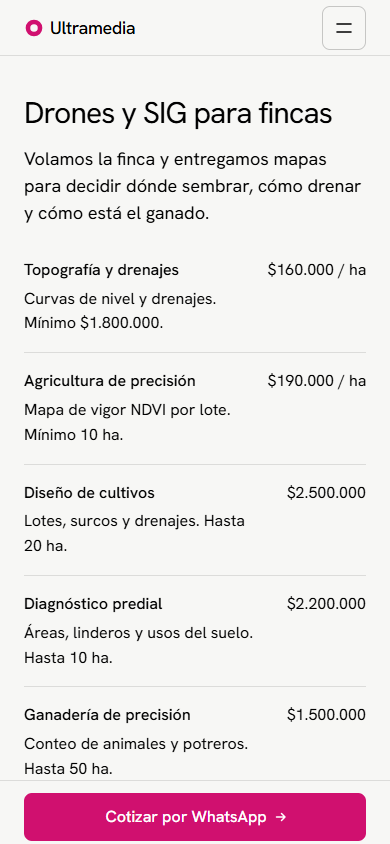 Ultramedia
Drones y SIG para fincas
Volamos la finca y entregamos mapas
para decidir dónde sembrar, cómo drenar
y cómo está el ganado.
Topografía y drenajes $160.000 / ha
Curvas de nivel y drenajes.
Mínimo $1.800.000.
Agricultura de precisión $190.000 / ha
Mapa de vigor NDVI por lote.
Mínimo 10 ha.
Diseño de cultivos $2.500.000
Lotes, surcos y drenajes. Hasta
20 ha.
Diagnóstico predial $2.200.000
Áreas, linderos y usos del suelo.
Hasta 10 ha.
Ganadería de precisión $1.500.000
Conteo de animales y potreros.
Hasta 50 ha.
Cotizar por WhatsApp →